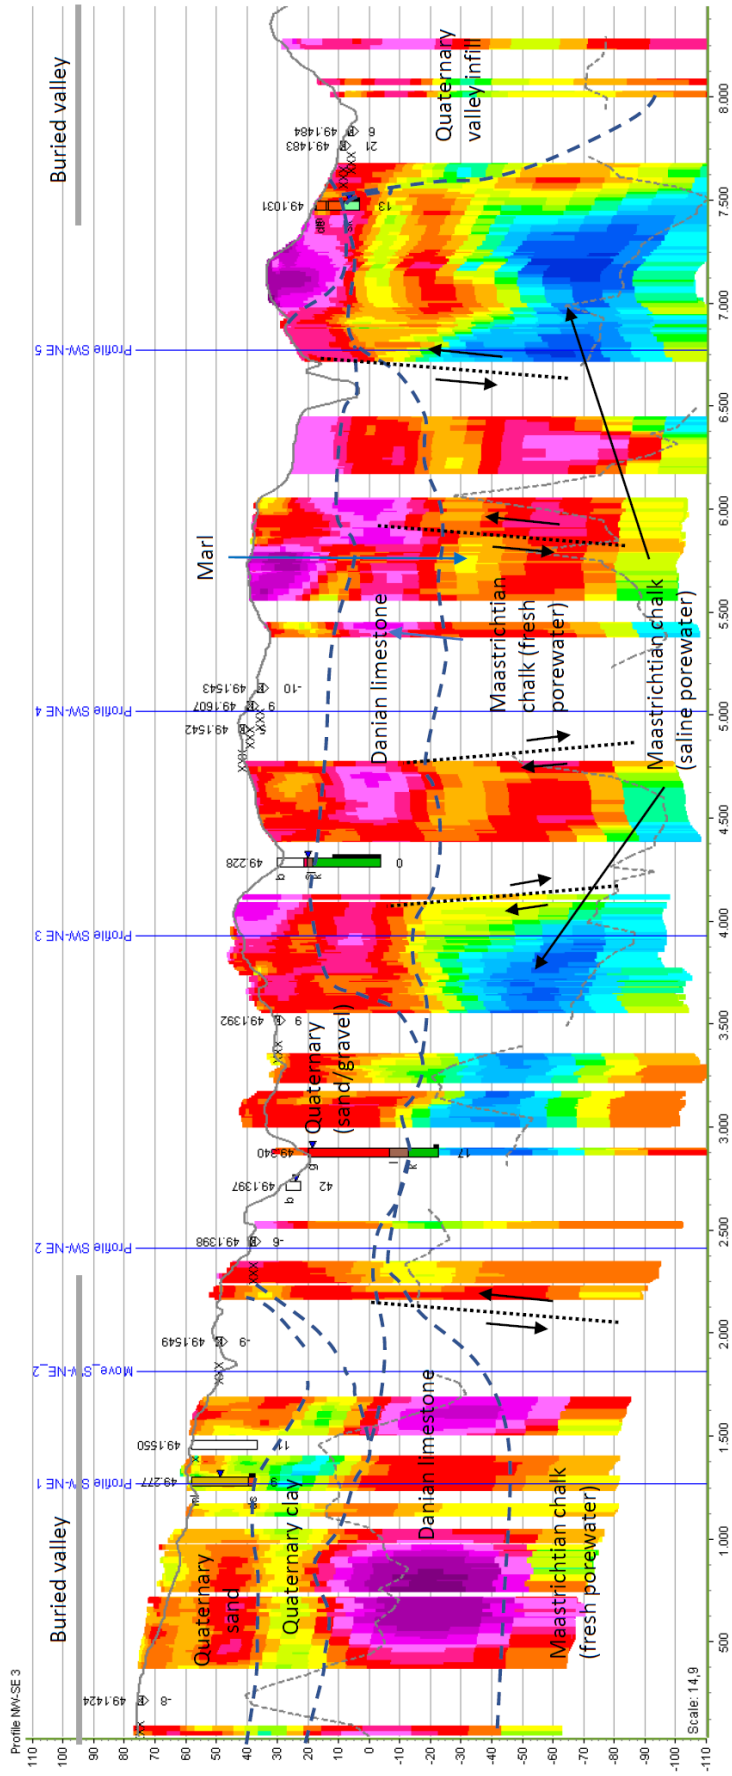 Profile NW-SE 3
Buried valley
Buried valley
110
100
90
80
70
60
50
40
30
20
10
0
-10
-20
-30
-40
-50
-60
-70
-80
-90
-100
-110
Scale: 14,9
500
1.000
1.500
2.000
2.500
3.000
3.500
4.000
4.500
5.000
5.500
6.000
6.500
7.000
7.500
8.000
Profile SW-NE 1
Move_SW-NE_2
Profile SW-NE 2
Profile SW-NE 3
Profile SW-NE 4
Profile SW-NE 5
49.1424
-8
49.277
9
49.1550
11
49.1549
-9
49.1398
-6
49.1397
b
42
49.340
g
l
k
17
49.1392
9
49.228
b
k
0
49.1542
5
49.1607
9
49.1543
-10
49.1031
13
49.1483
21
49.1484
6
Quaternary
sand
Quaternary clay
Danian limestone
Maastrichtian chalk
(fresh porewater)
Quaternary
(sand/gravel)
Marl
Danian limestone
Maastrichtian
chalk (fresh
porewater)
Maastrichtian chalk
(saline porewater)
Quaternary
valley infill